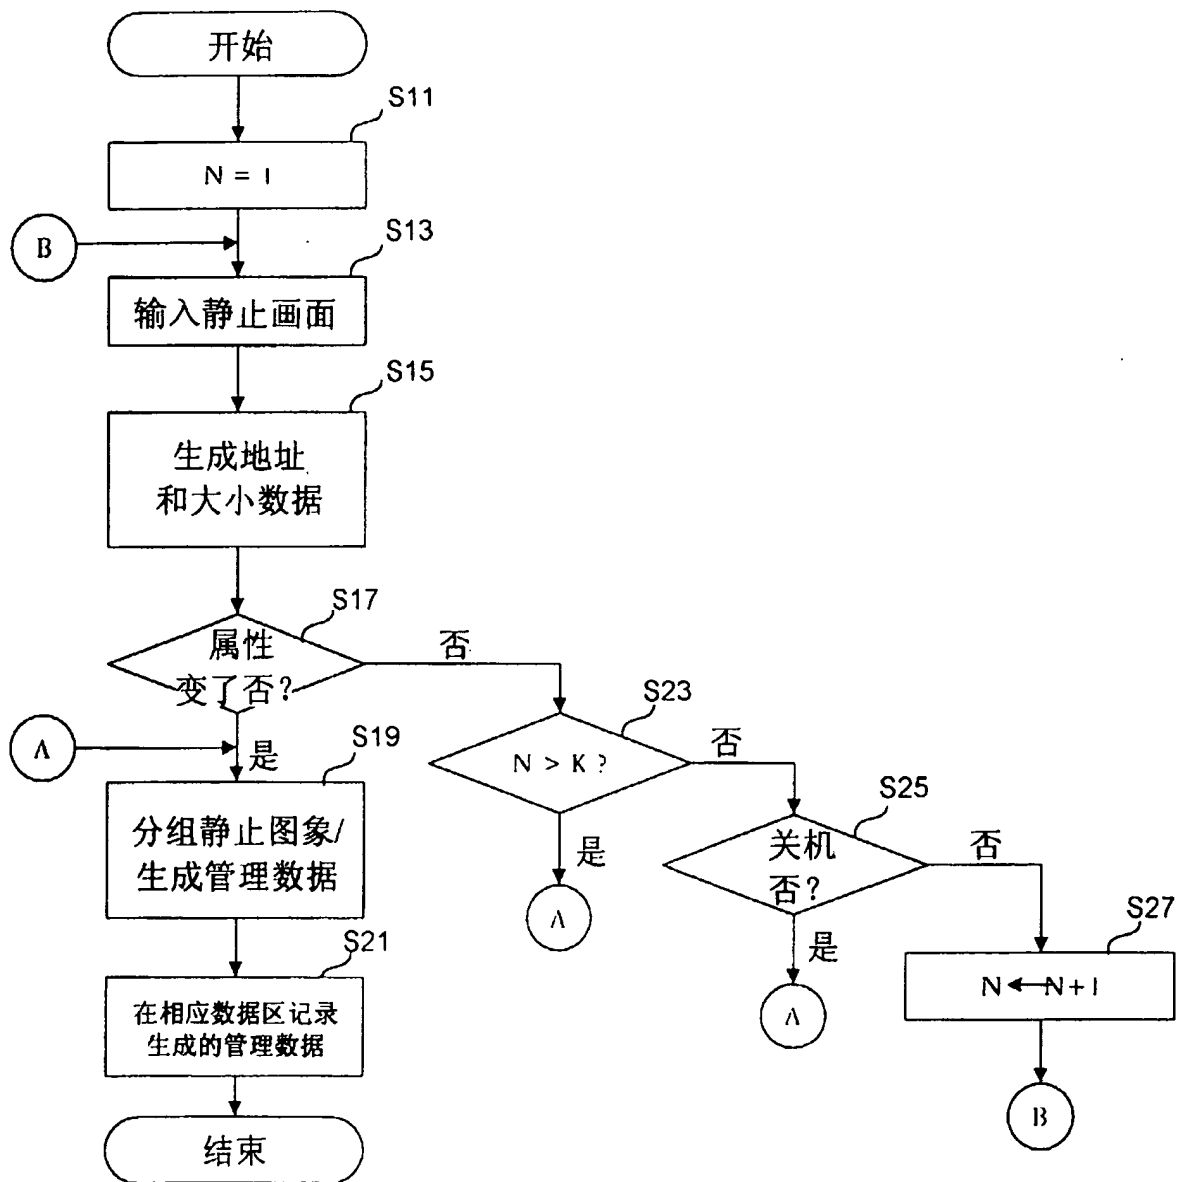 开始
S11
N = 1
B
S13
输入静止画面
S15
生成地址
和大小数据
S17
属性
变了否?
否
A
是
S19
分组静止图象/
生成管理数据
S21
在相应数据区记录
生成的管理数据
结束
S23
N > K ?
否
是
A
S25
关机
否?
否
是
A
S27
N←N+1
B